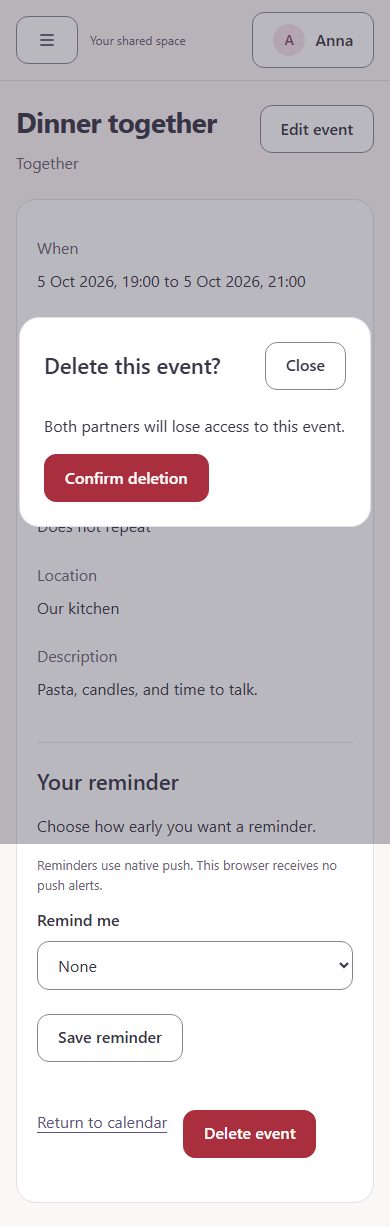 Your shared space
A
Anna
Dinner together
Edit event
Together
When
5 Oct 2026, 19:00 to 5 Oct 2026, 21:00
Delete this event?
Close
Both partners will lose access to this event.
Confirm deletion
Does not repeat
Location
Our kitchen
Description
Pasta, candles, and time to talk.
Your reminder
Choose how early you want a reminder.
Reminders use native push. This browser receives no
push alerts.
Remind me
None
Save reminder
Return to calendar
Delete event